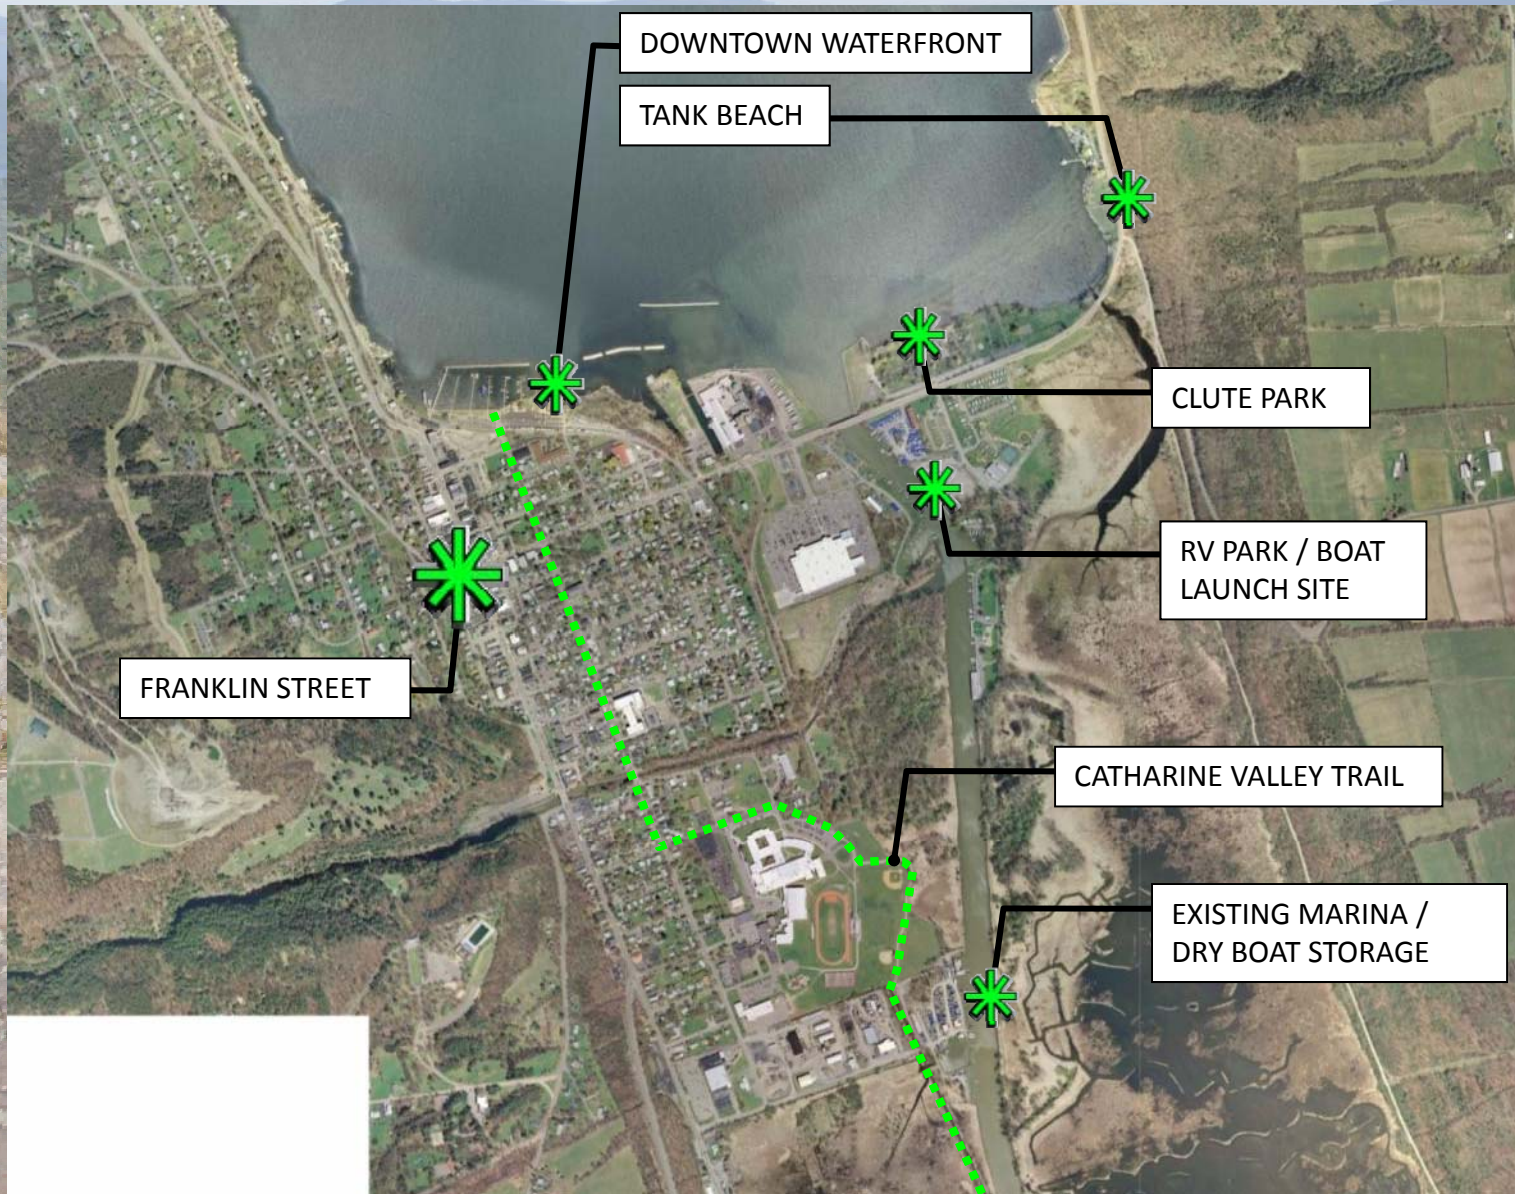 DOWNTOWN WATERFRONT
TANK BEACH
CLUTE PARK
RV PARK / BOAT
LAUNCH SITE
FRANKLIN STREET
CATHARINE VALLEY TRAIL
EXISTING MARINA /
DRY BOAT STORAGE